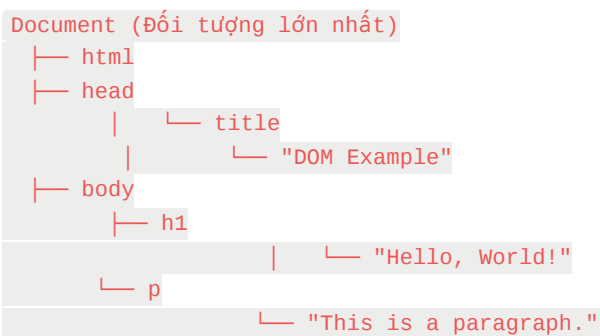 Document (Đối tượng lớn nhất)
├── html
├── head
│   └── title
│       └── "DOM Example"
├── body
├── h1
│   └── "Hello, World!"
└── p
└── "This is a paragraph."